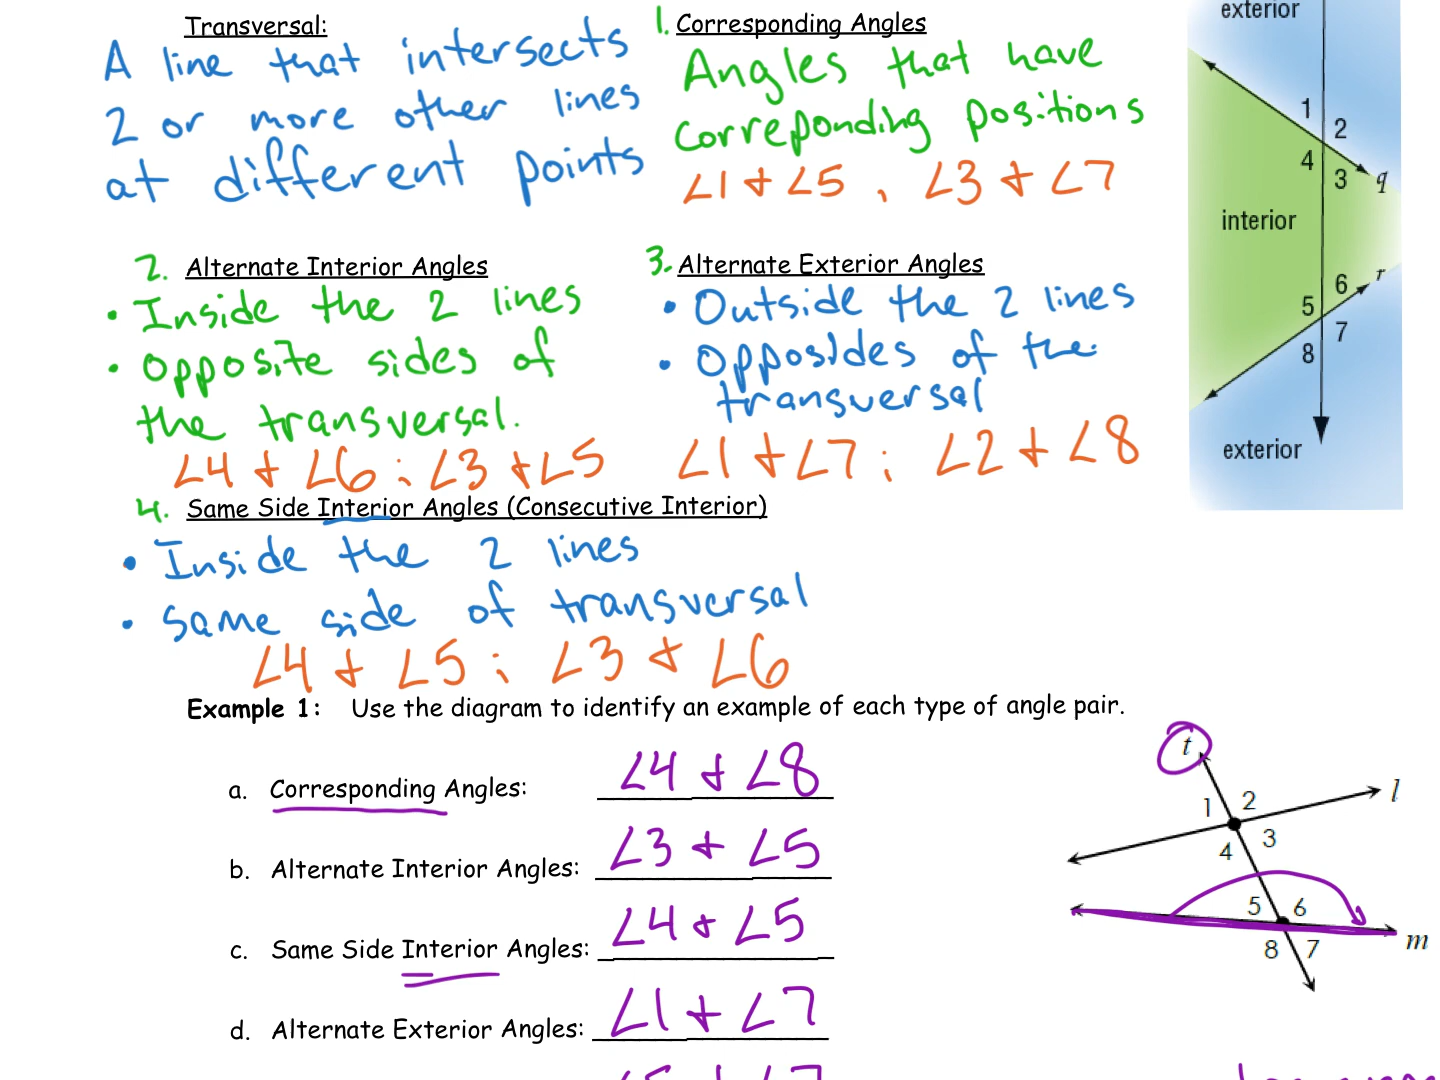 Transversal:
A line that intersects
2 or more other lines
at different points
1. Corresponding Angles
Angles that have
correponding positions
∠1 + ∠5 , ∠3 + ∠7
exterior
1
2
4
3
q
interior
6
r
5
7
8
exterior
2. Alternate Interior Angles
• Inside the 2 lines
• opposite sides of
the transversal.
∠4 + ∠6 ; ∠3 + ∠5
3. Alternate Exterior Angles
• Outside the 2 lines
• Opposides of the
transversal
∠1 + ∠7 ; ∠2 + ∠8
4. Same Side Interior Angles (Consecutive Interior)
• Inside the 2 lines
• same side of transversal
∠4 + ∠5 ; ∠3 + ∠6
Example 1: Use the diagram to identify an example of each type of angle pair.
a. Corresponding Angles: ∠4 + ∠8
b. Alternate Interior Angles: ∠3 + ∠5
c. Same Side Interior Angles: ∠4 + ∠5
d. Alternate Exterior Angles: ∠1 + ∠7
t
1 2
l
4 3
5 6
m
8 7